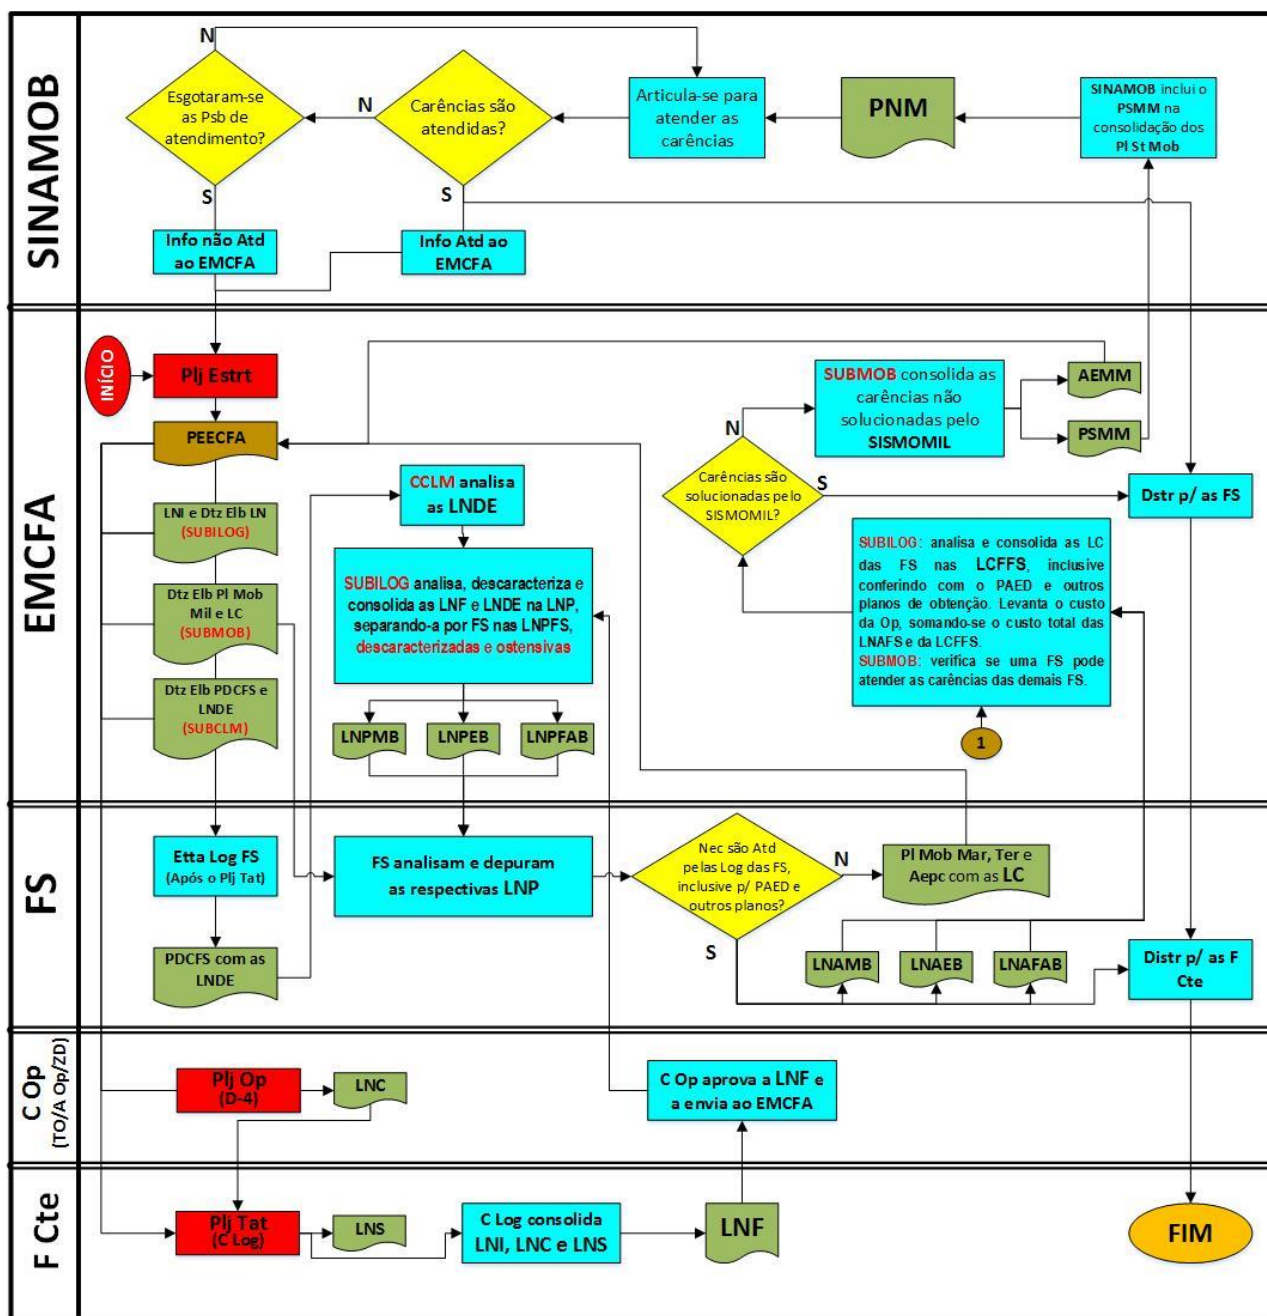 SINAMOB
N
Esgotaram-se
as Psb de
atendimento?
S
N
Carências são
atendidas?
S
Articula-se para
atender as
carências
PNM
SINAMOB inclui o
PSMM na
consolidação dos
Pl St Mob
Info não Atd
ao EMCFA
Info Atd ao
EMCFA
EMCFA
INÍCIO
Plj Estrt
PEECFA
LNI e Dtz Elb LN
(SUBILOG)
Dtz Elb Pl Mob
Mil e LC
(SUBMOB)
Dtz Elb PDCFS e
LNDE
(SUBCLM)
CCLM analisa
as LNDE
SUBILOG analisa, descaracteriza e
consolida as LNF e LNDE na LNP,
separando-a por FS nas LNPFS,
descaracterizadas e ostensivas
LNPMB
LNPEB
LNPFAB
SUBMOB consolida as
carências não
solucionadas pelo
SISMOMIL
AEMM
PSMM
N
Carências são
solucionadas pelo
SISMOMIL?
S
Dstr p/ as FS
SUBILOG: analisa e consolida as LC
das FS nas LCFFS, inclusive
conferindo com o PAED e outros
planos de obtenção. Levanta o custo
da Op, somando-se o custo total das
LNAFS e da LCFFS.
SUBMOB: verifica se uma FS pode
atender as carências das demais FS.
1
FS
Etta Log FS
(Após o Plj Tat)
PDCFS com as
LNDE
FS analisam e depuram
as respectivas LNP
Nec são Atd
pelas Log das FS,
inclusive p/ PAED e
outros planos?
N
S
Pl Mob Mar, Ter e
Aepc com as LC
LNAMB
LNAEB
LNAFAB
Distr p/ as F
Cte
C Op
(TO/A Op/ZD)
Plj Op
(D-4)
LNC
C Op aprova a LNF e
a envia ao EMCFA
F Cte
Plj Tat
(C Log)
LNS
C Log consolida
LNI, LNC e LNS
LNF
FIM